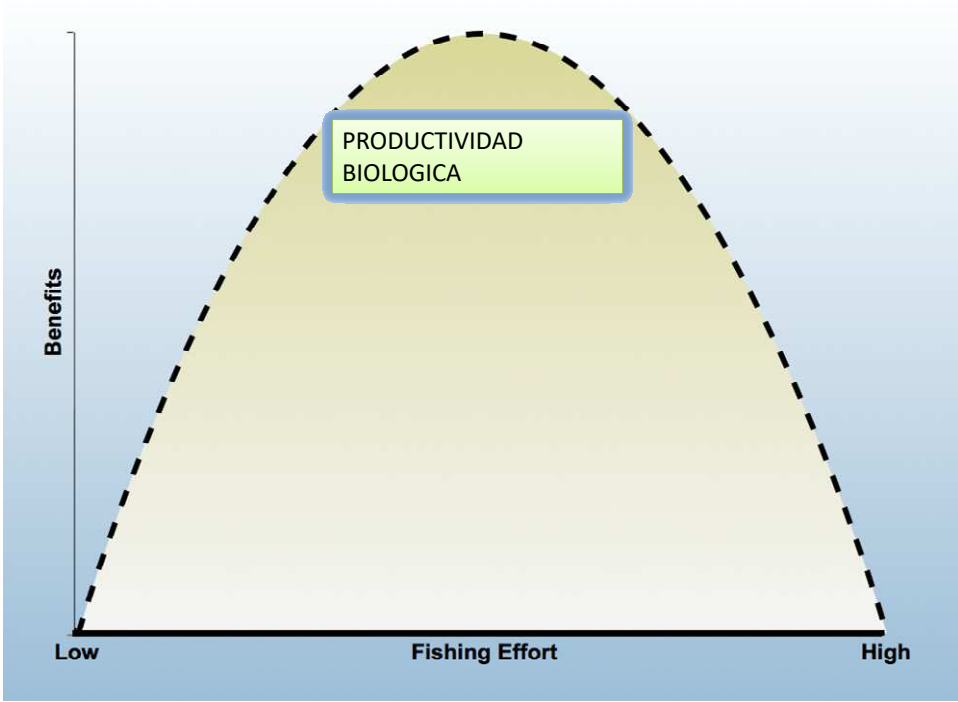 PRODUCTIVIDAD
BIOLOGICA
Benefits
Low
Fishing Effort
High